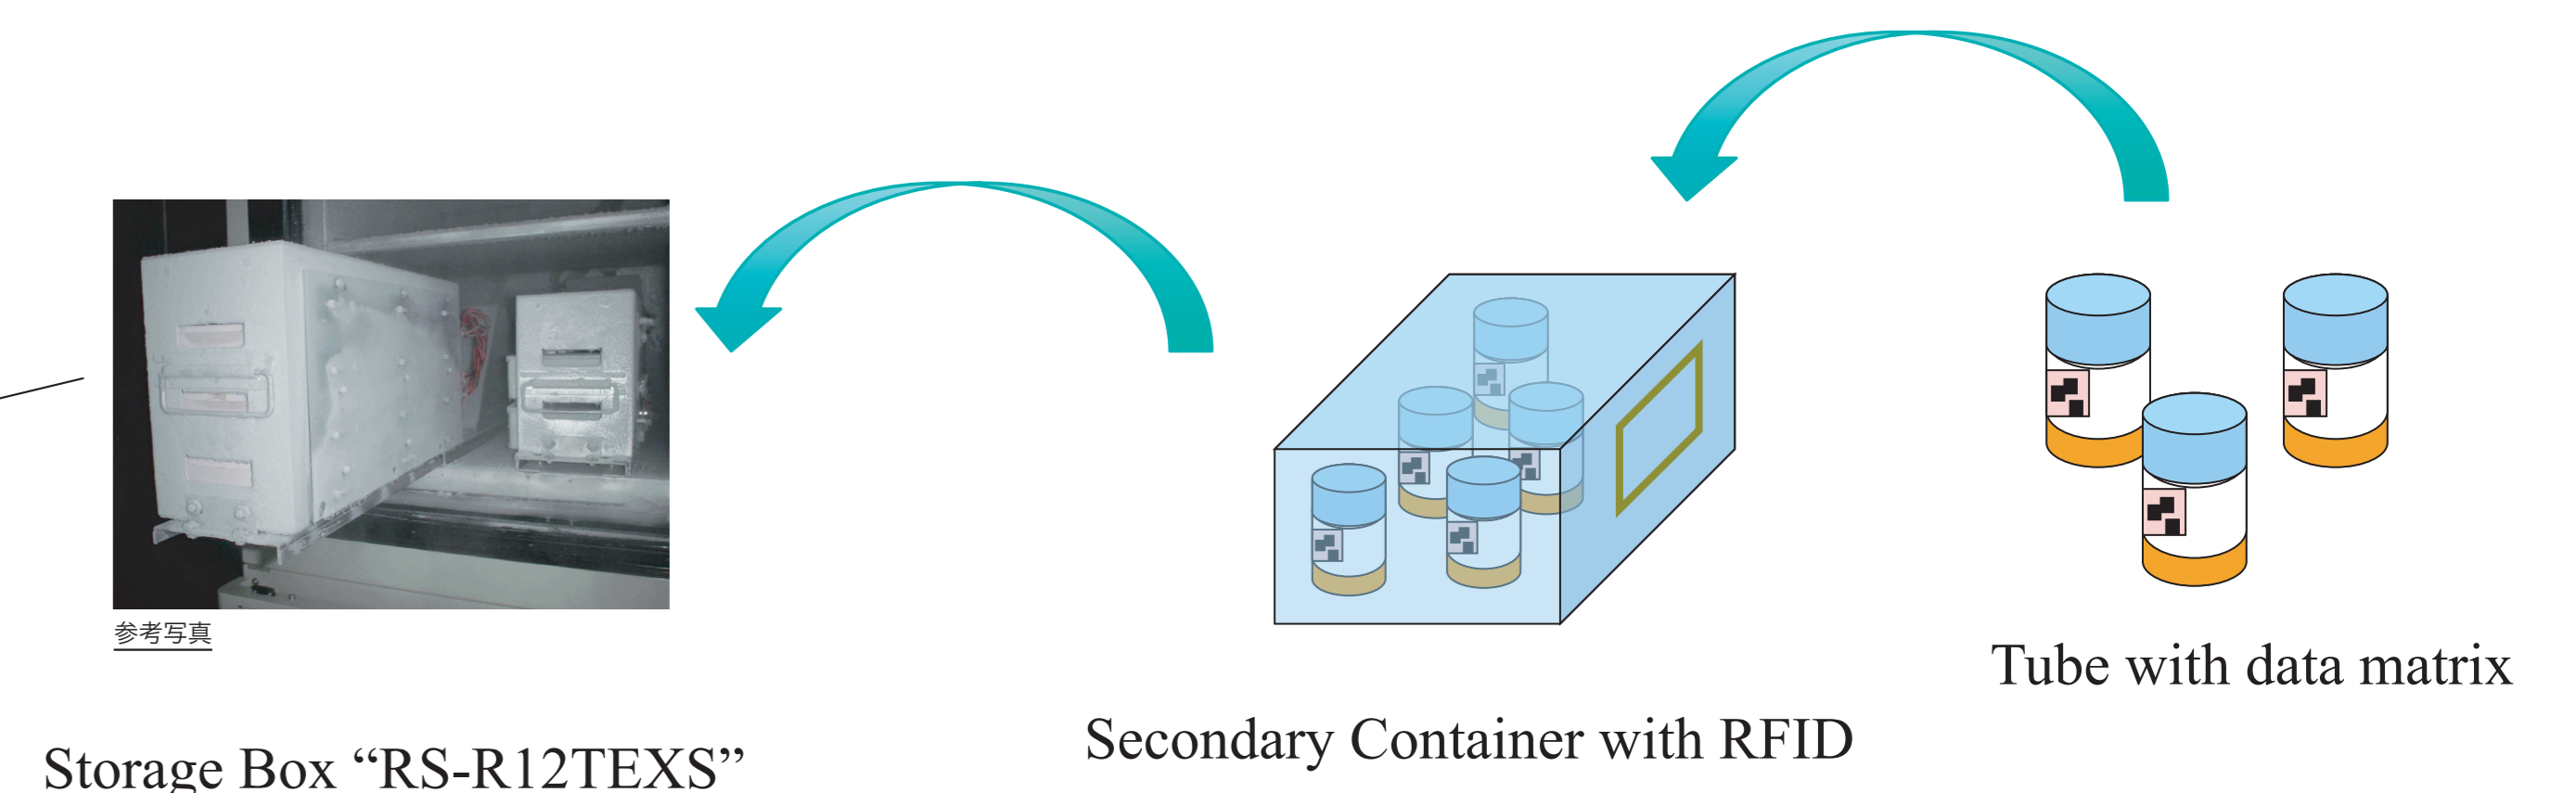 参考写真
Storage Box “RS-R12TEXS”
Secondary Container with RFID
Tube with data matrix